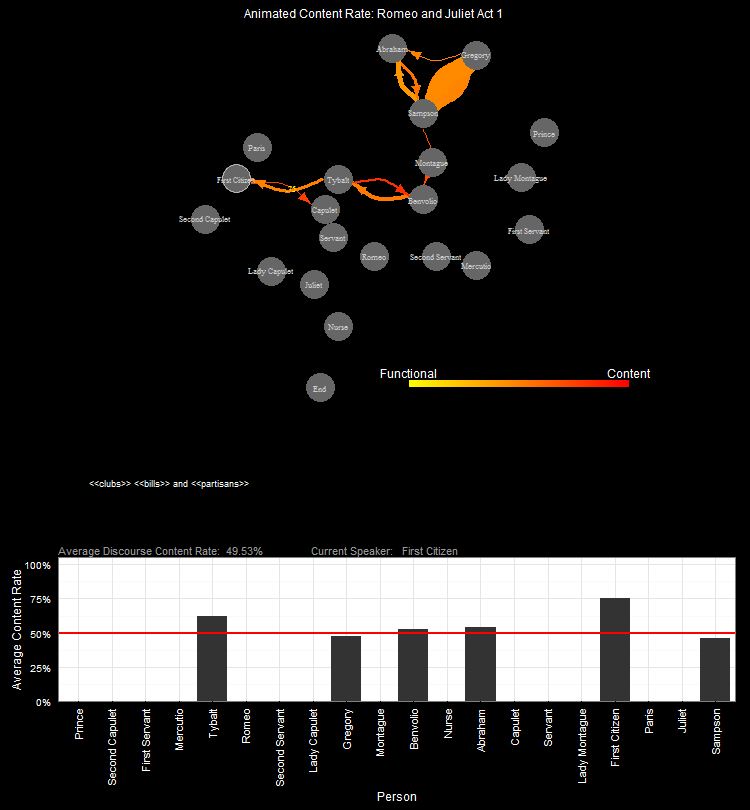 Animated Content Rate: Romeo and Juliet Act 1
Abraham
Gregory
Sampson
Prince
Paris
Montague
First Citizen
.75
Tybalt
Lady Montague
Benvolio
Capulet
Second Capulet
First Servant
Servant
Romeo
Second Servant
Mercutio
Lady Capulet
Juliet
Nurse
Functional
Content
End
<<clubs>> <<bills>> and <<partisans>>
Average Discourse Content Rate: 49.53%
Current Speaker: First Citizen
100%
75%
50%
25%
0%
Average Content Rate
Prince
Second Capulet
First Servant
Mercutio
Tybalt
Romeo
Second Servant
Lady Capulet
Gregory
Montague
Benvolio
Nurse
Abraham
Capulet
Servant
Lady Montague
First Citizen
Paris
Juliet
Sampson
Person